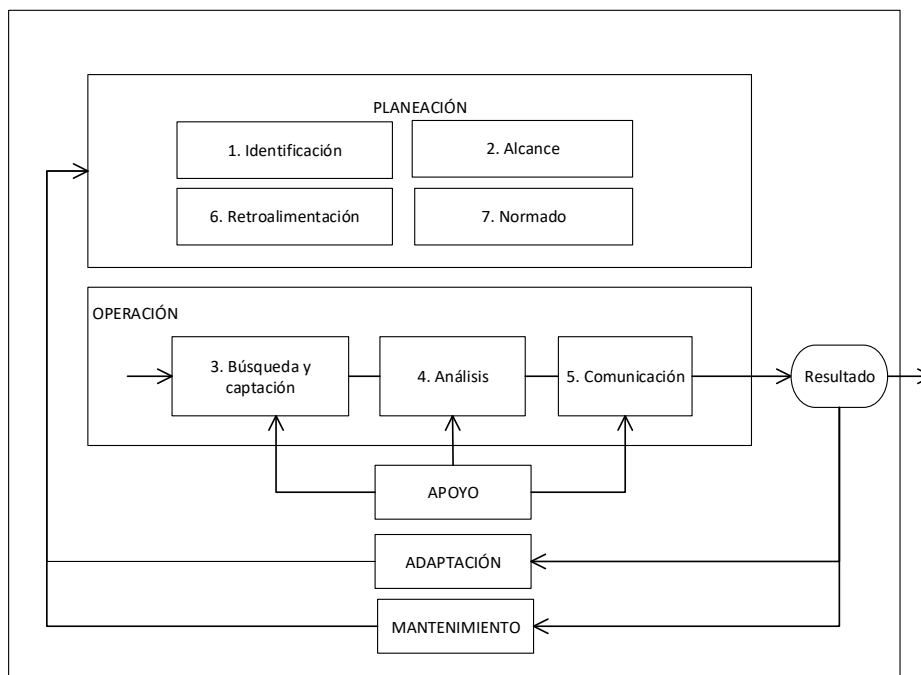 PLANEACIÓN
1. Identificación
2. Alcance
6. Retroalimentación
7. Normado
OPERACIÓN
3. Búsqueda y
captación
4. Análisis
5. Comunicación
Resultado
APOYO
ADAPTACIÓN
MANTENIMIENTO